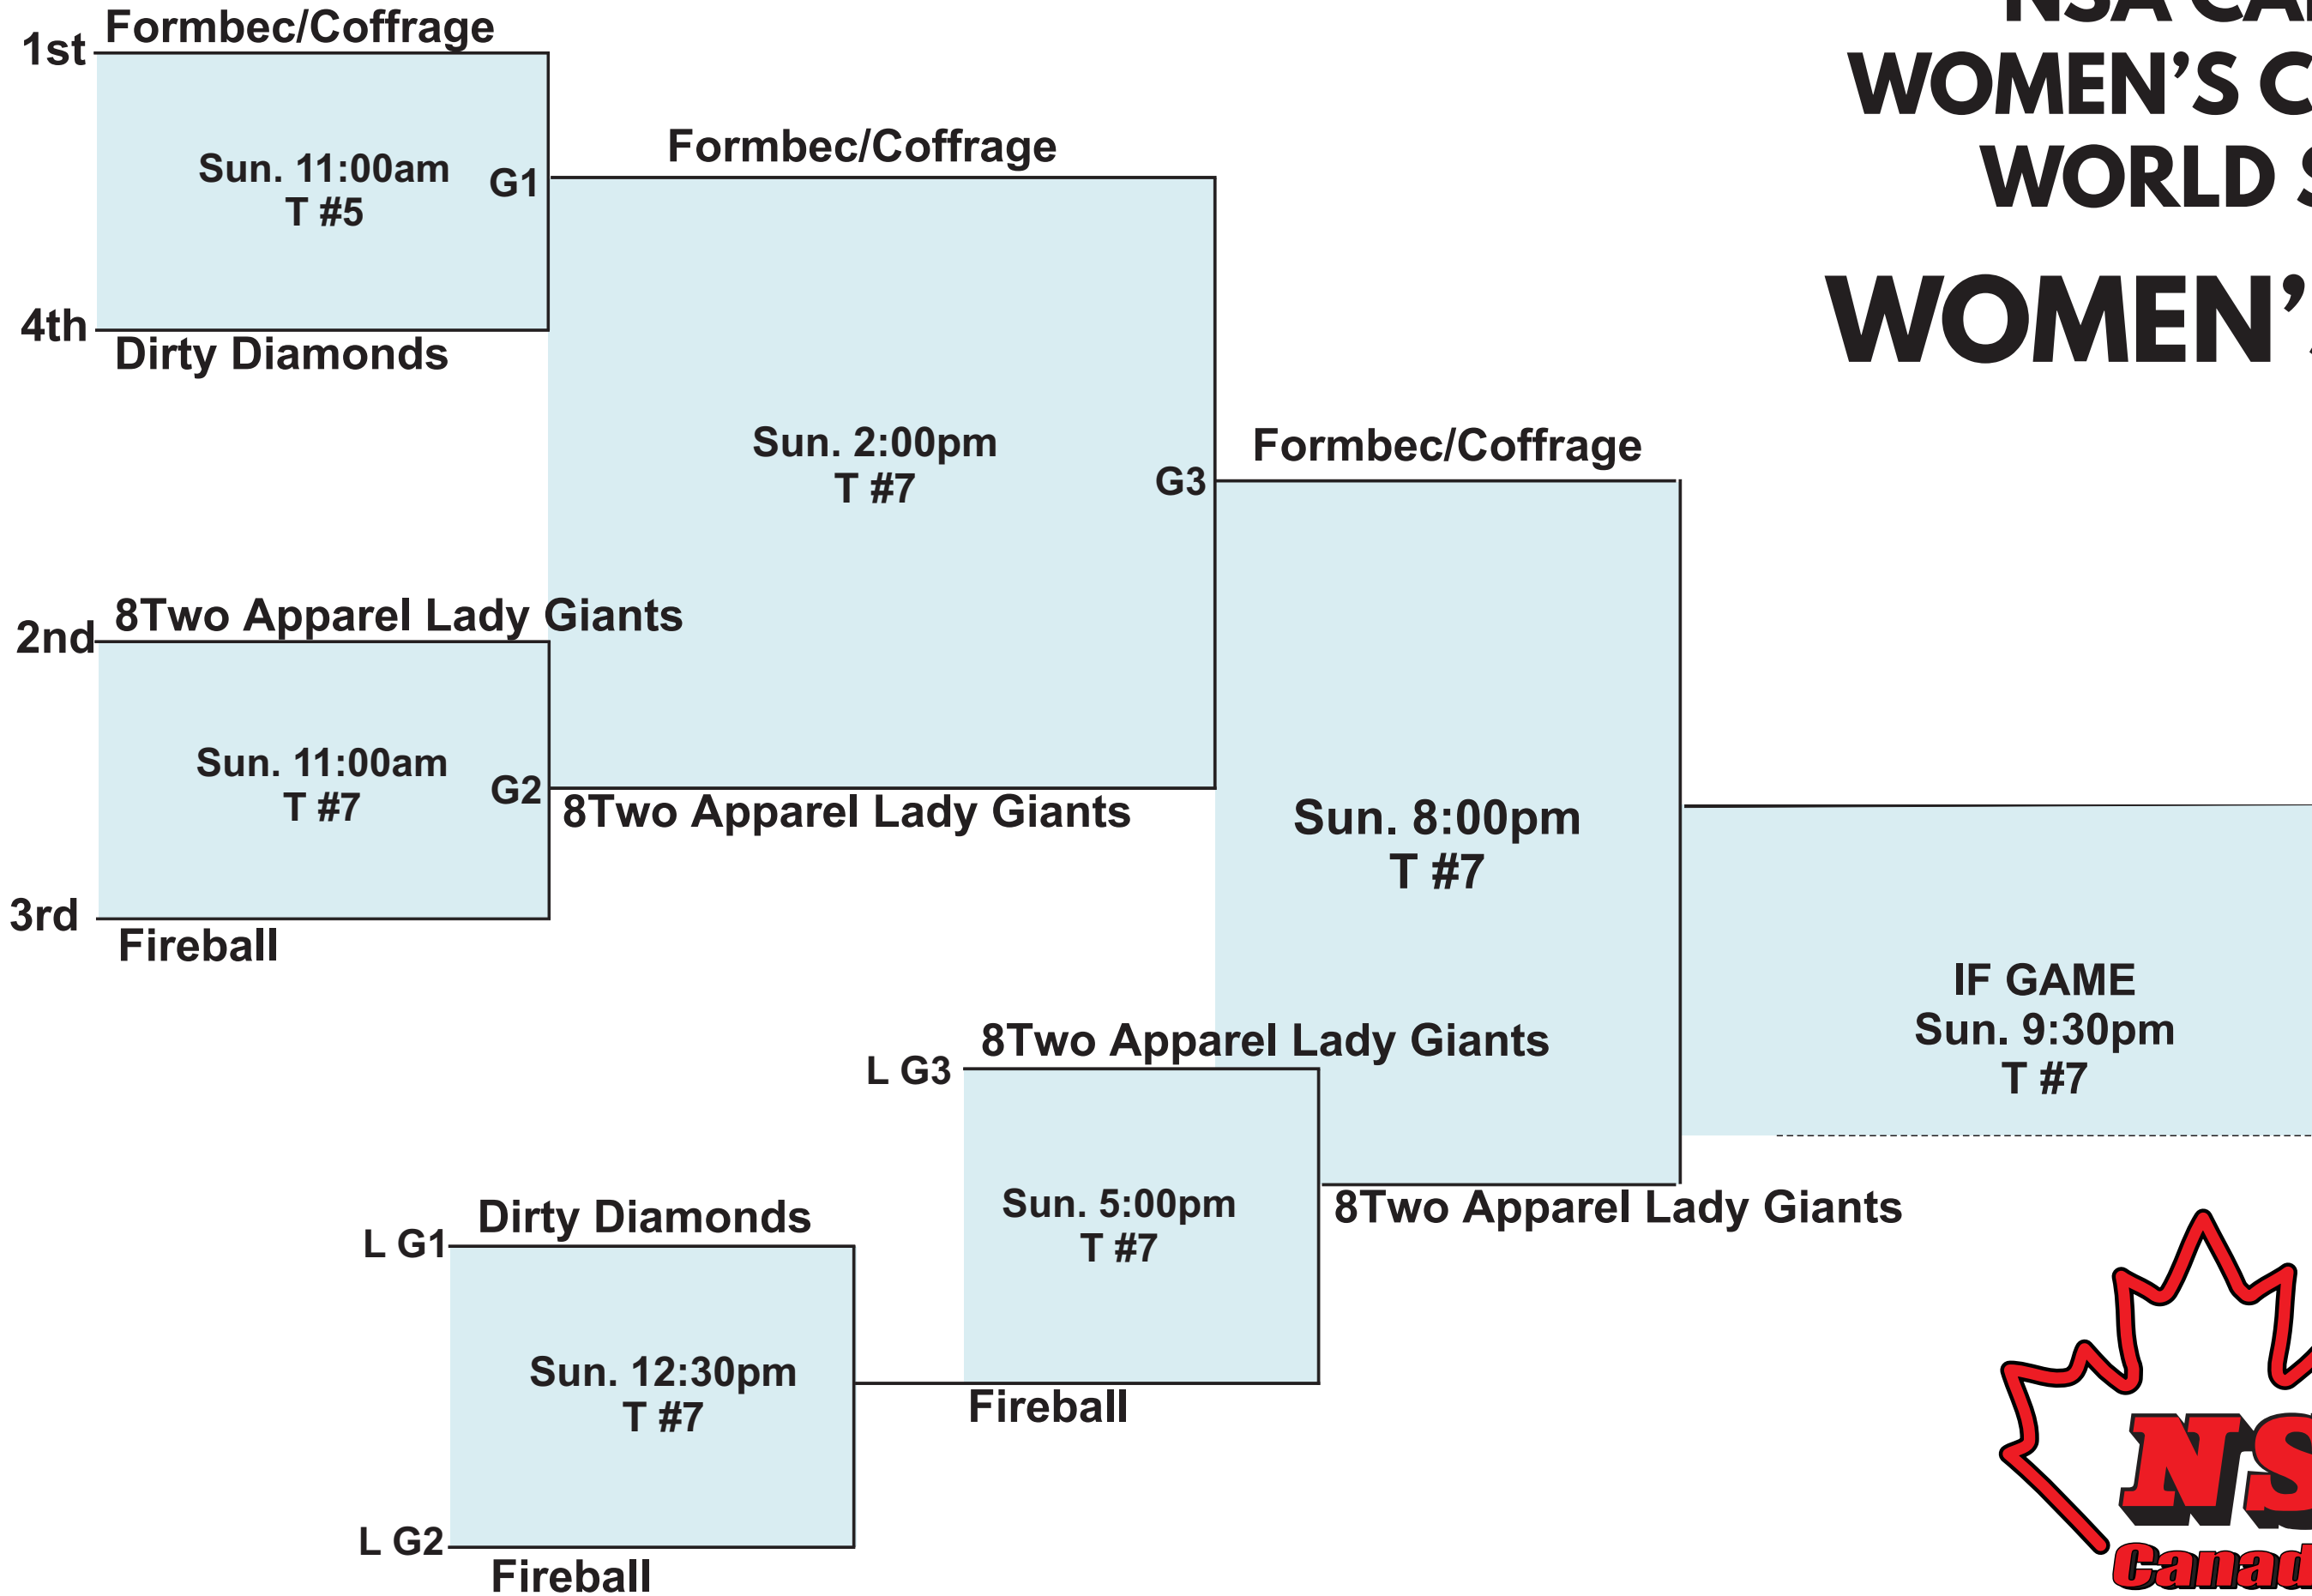 NSA
WOMEN'S
WORLD
WOMEN'S
1st
Formbec/Coffrage
Sun. 11:00am
T #5
G1
4th
Dirty Diamonds
Formbec/Coffrage
Sun. 2:00pm
T #7
G3
2nd
8Two Apparel Lady Giants
Sun. 11:00am
T #7
G2
3rd
Fireball
8Two Apparel Lady Giants
Formbec/Coffrage
Sun. 8:00pm
T #7
IF GAME
Sun. 9:30pm
T #7
L G3
8Two Apparel Lady Giants
Sun. 5:00pm
T #7
8Two Apparel Lady Giants
L G1
Dirty Diamonds
Sun. 12:30pm
T #7
L G2
Fireball
Fireball
NS
Canad